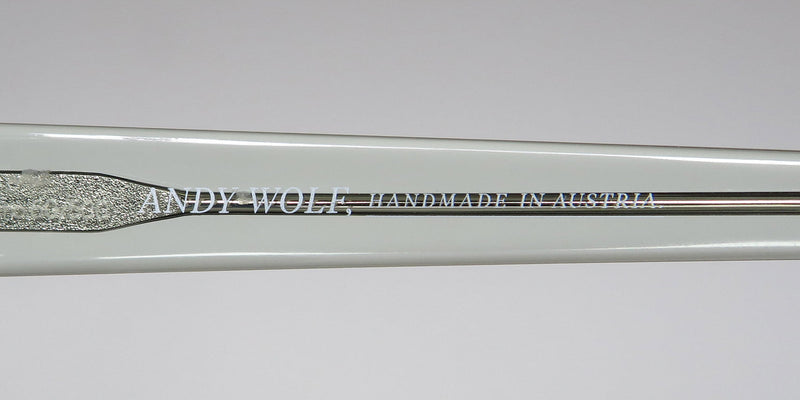 ANDY WOLF, HANDMADE IN AUSTRIA.